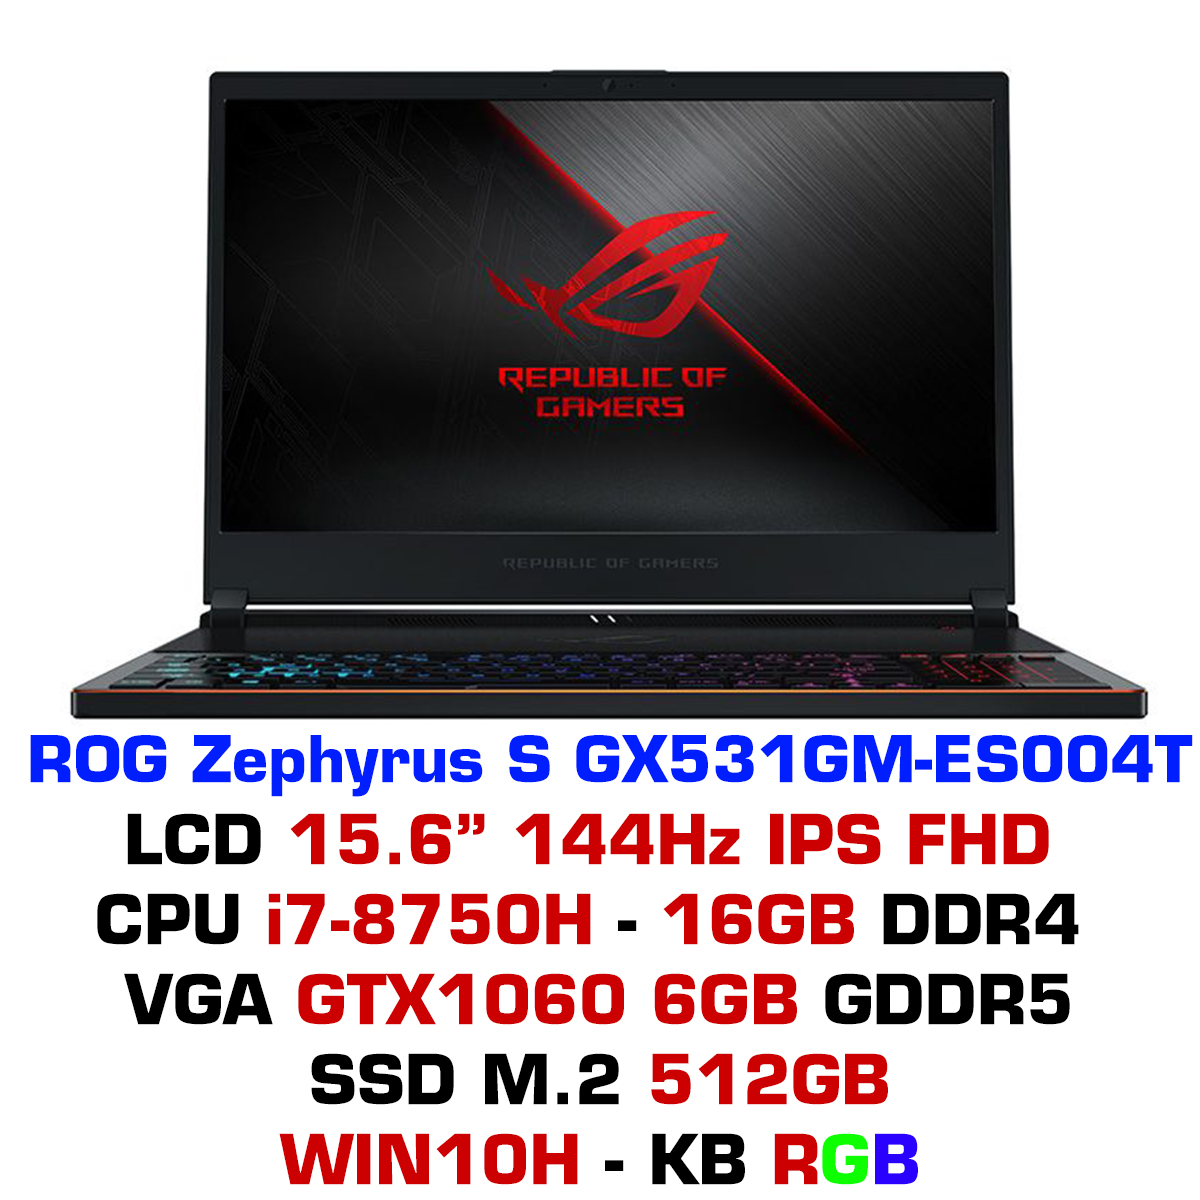 REPUBLIC OF
GAMERS
REPUBLIC OF GAMERS
ROG Zephyrus S GX531GM-ES004T
LCD 15.6” 144Hz IPS FHD
CPU i7-8750H - 16GB DDR4
VGA GTX1060 6GB GDDR5
SSD M.2 512GB
WIN10H - KB RGB